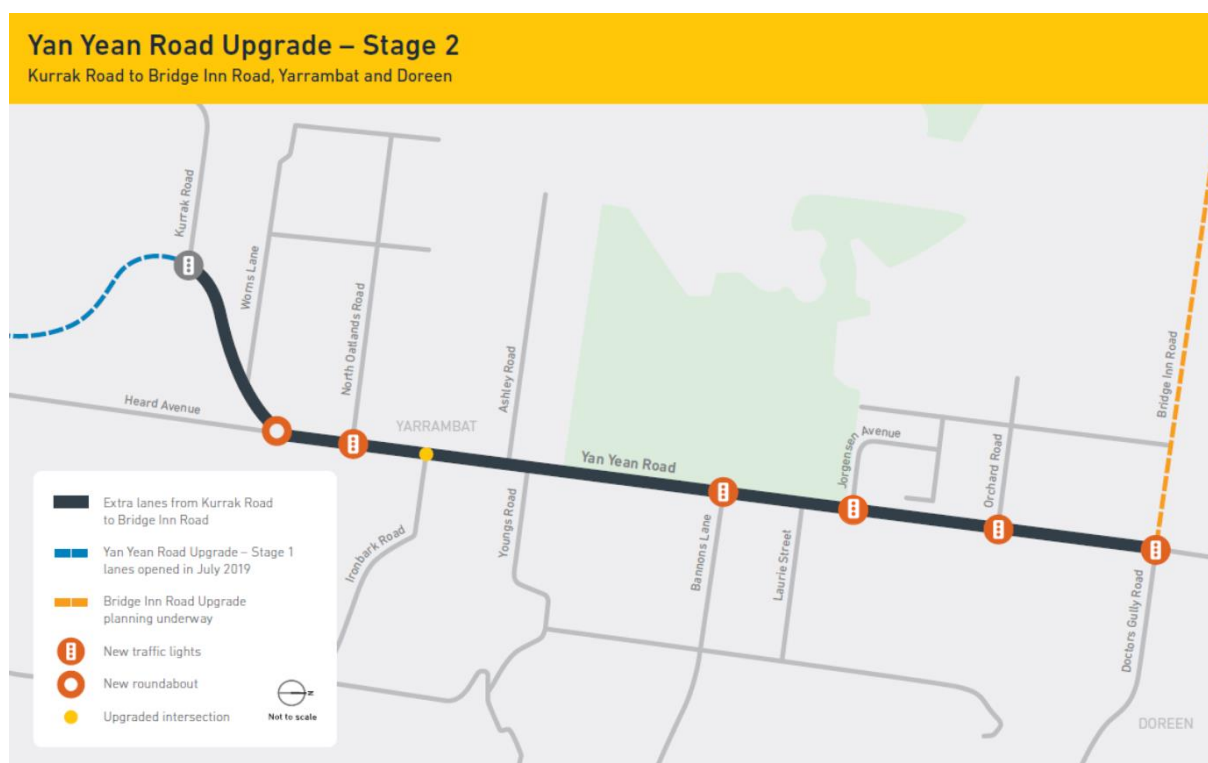 Yan Yean Road Upgrade – Stage 2
Kurrak Road to Bridge Inn Road, Yarrambat and Doreen
Kurrak Road
Worns Lane
North Oatlands Road
Heard Avenue
YARRAMBAT
Ashley Road
Yan Yean Road
Jorgensen
Avenue
Orchard Road
Bridge Inn Road
Ironbark Road
Youngs Road
Bannons Lane
Laurie Street
Doctors Gully Road
DOREEN
Extra lanes from Kurrak Road
to Bridge Inn Road
Yan Yean Road Upgrade – Stage 1
lanes opened in July 2019
Bridge Inn Road Upgrade
planning underway
New traffic lights
New roundabout
Upgraded intersection
N
Not to scale